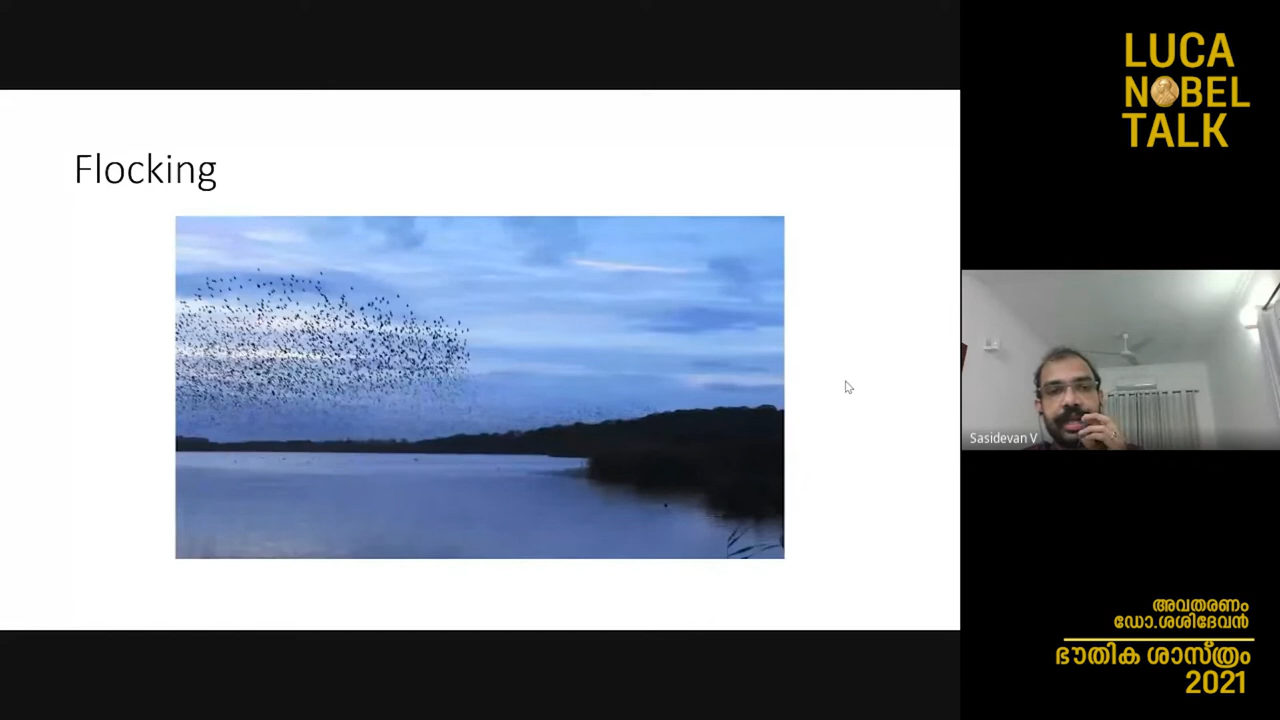 Flocking
LUCA
NOBEL
TALK
Sasidevan V
അവതരണം
ഡോ.ശശിദേവൻ
ഭൗതിക ശാസ്ത്രം
2021